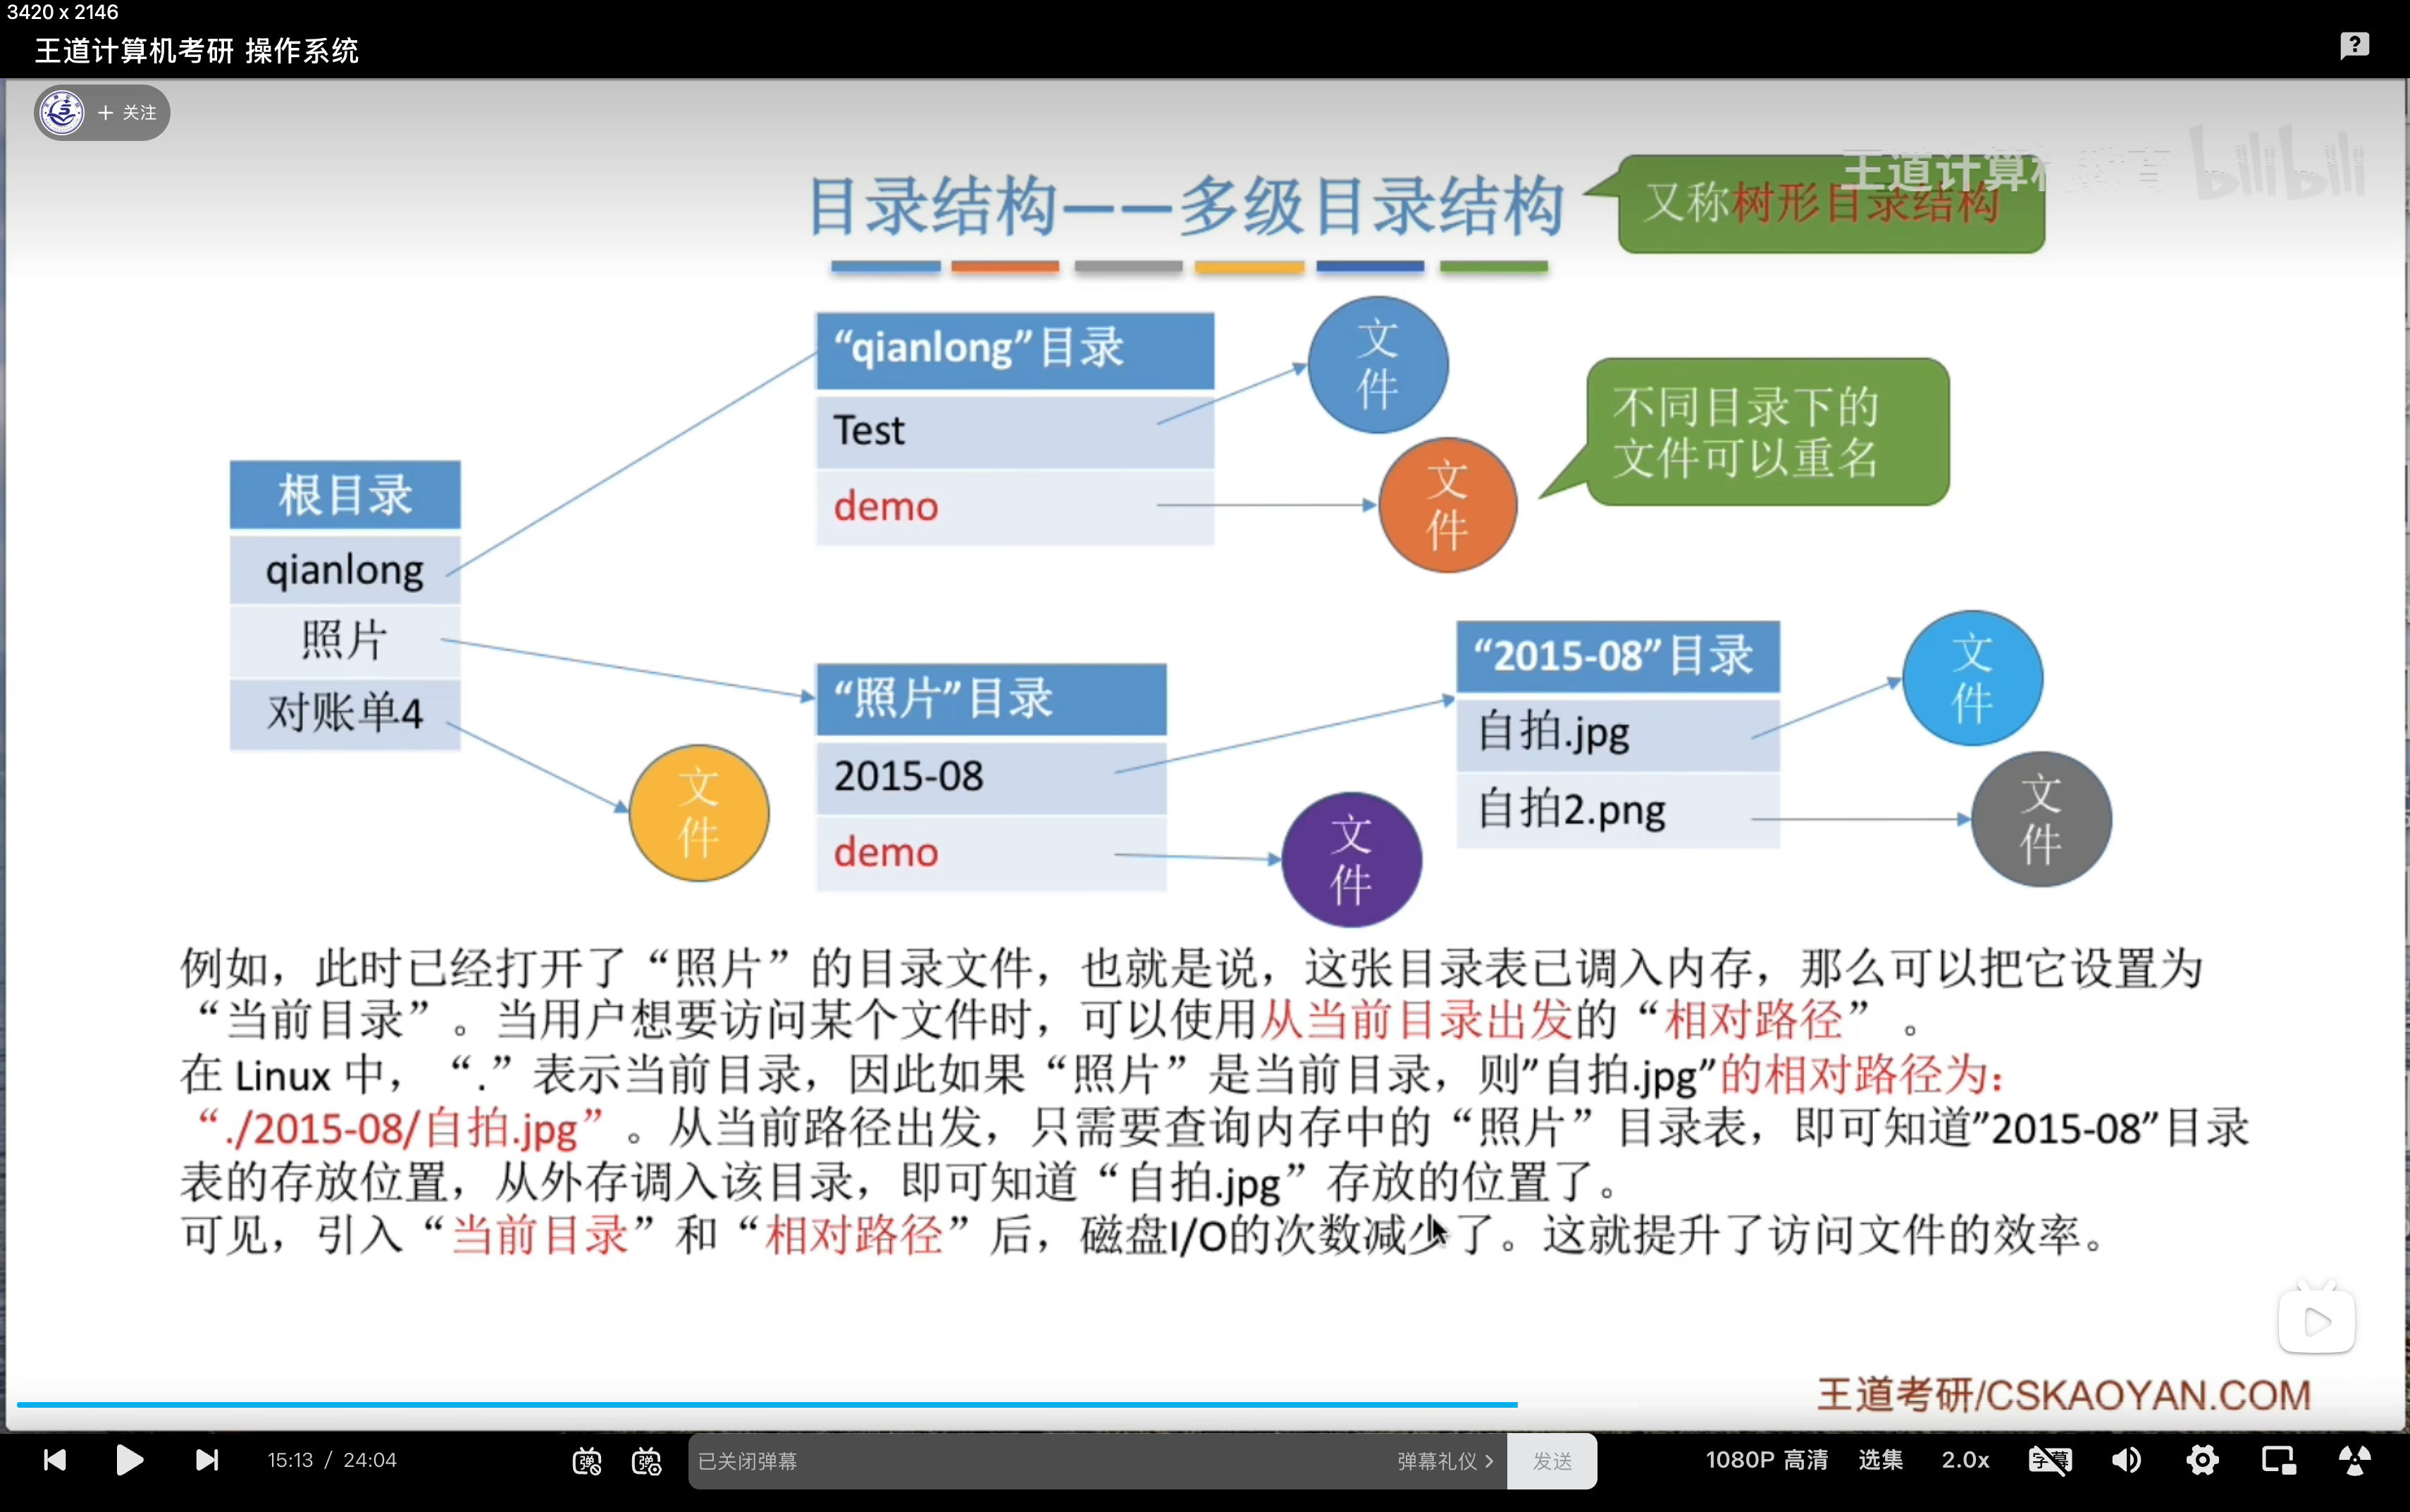 3420 x 2146
王道计算机考研 操作系统
+ 关注
王道计算机教育
bilibili
目录结构——多级目录结构
又称树形目录结构
“qianlong”目录
Test
demo
文件
文件
不同目录下的
文件可以重名
根目录
qianlong
照片
对账单4
文件
“照片”目录
2015-08
demo
文件
“2015-08”目录
自拍.jpg
自拍2.png
文件
文件
例如，此时已经打开了“照片”的目录文件，也就是说，这张目录表已调入内存，那么可以把它设置为
“当前目录”。当用户想要访问某个文件时，可以使用从当前目录出发的“相对路径”。
在 Linux 中，“.”表示当前目录，因此如果“照片”是当前目录，则”自拍.jpg”的相对路径为：
“./2015-08/自拍.jpg”。从当前路径出发，只需要查询内存中的“照片”目录表，即可知道”2015-08”目录
表的存放位置，从外存调入该目录，即可知道“自拍.jpg”存放的位置了。
可见，引入“当前目录”和“相对路径”后，磁盘I/O的次数减少了。这就提升了访问文件的效率。
王道考研/CSKAOYAN.COM
15:13 / 24:04
弹
弹
已关闭弹幕
弹幕礼仪 >
发送
1080P 高清
选集
2.0x
字幕